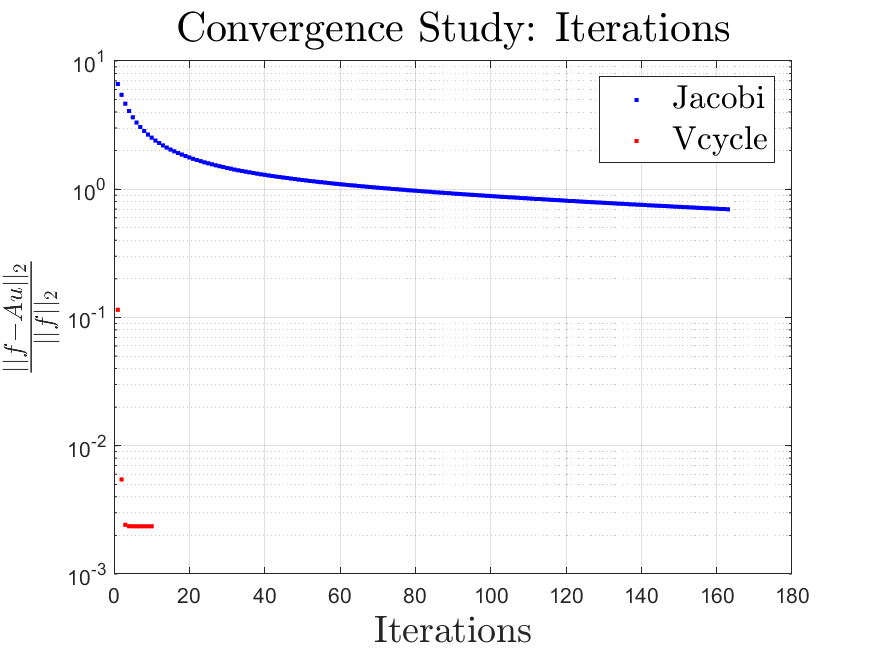 Convergence Study: Iterations
Jacobi
Vcycle
||f−Au||₂
||f||₂
10¹
10⁰
10⁻¹
10⁻²
10⁻³
0 20 40 60 80 100 120 140 160 180
Iterations